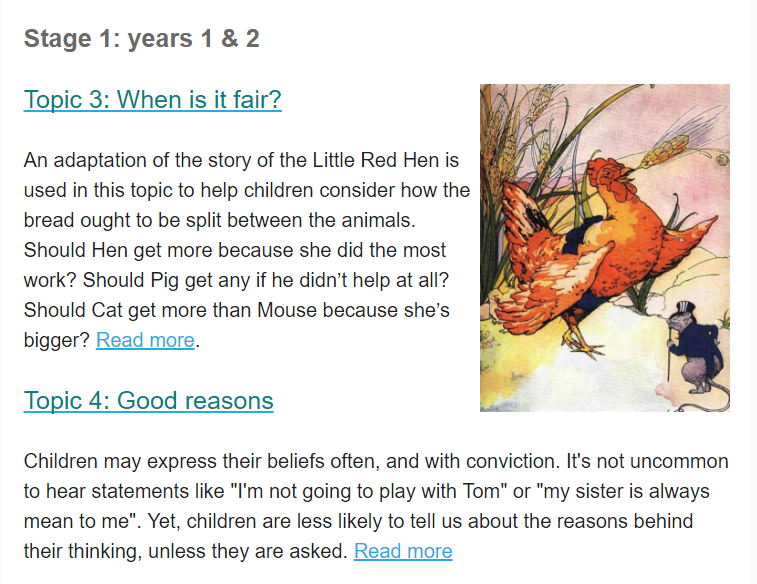 Stage 1: years 1 & 2
Topic 3: When is it fair?
An adaptation of the story of the Little Red Hen is
used in this topic to help children consider how the
bread ought to be split between the animals.
Should Hen get more because she did the most
work? Should Pig get any if he didn’t help at all?
Should Cat get more than Mouse because she’s
bigger? Read more.
Topic 4: Good reasons
Children may express their beliefs often, and with conviction. It's not uncommon
to hear statements like "I'm not going to play with Tom" or "my sister is always
mean to me". Yet, children are less likely to tell us about the reasons behind
their thinking, unless they are asked. Read more